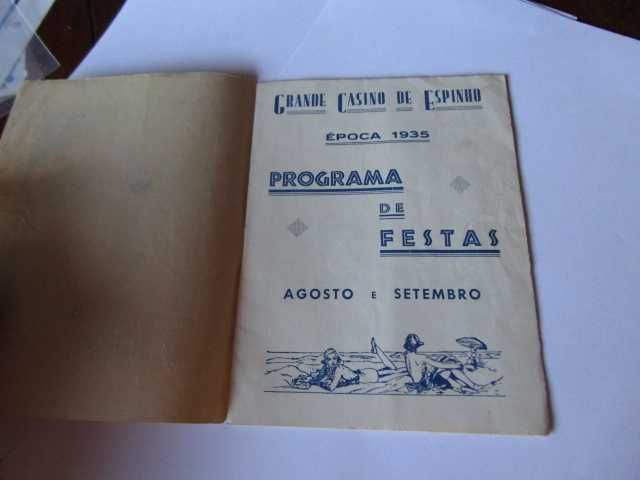 GRANDE CASINO DE ESPINHO
ÉPOCA 1935
PROGRAMA
DE
FESTAS
AGOSTO E SETEMBRO